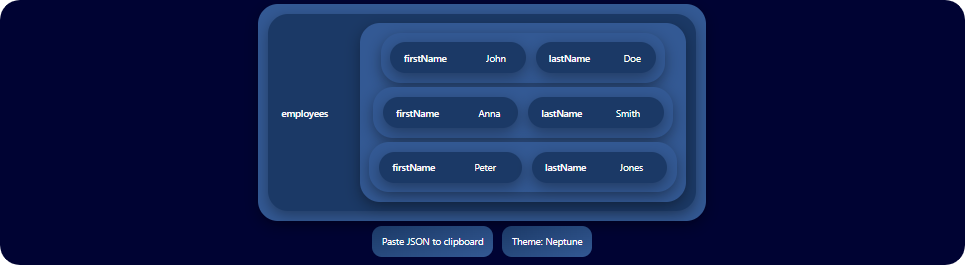 firstName John lastName Doe
employees
firstName Anna lastName Smith
firstName Peter lastName Jones
Paste JSON to clipboard Theme: Neptune